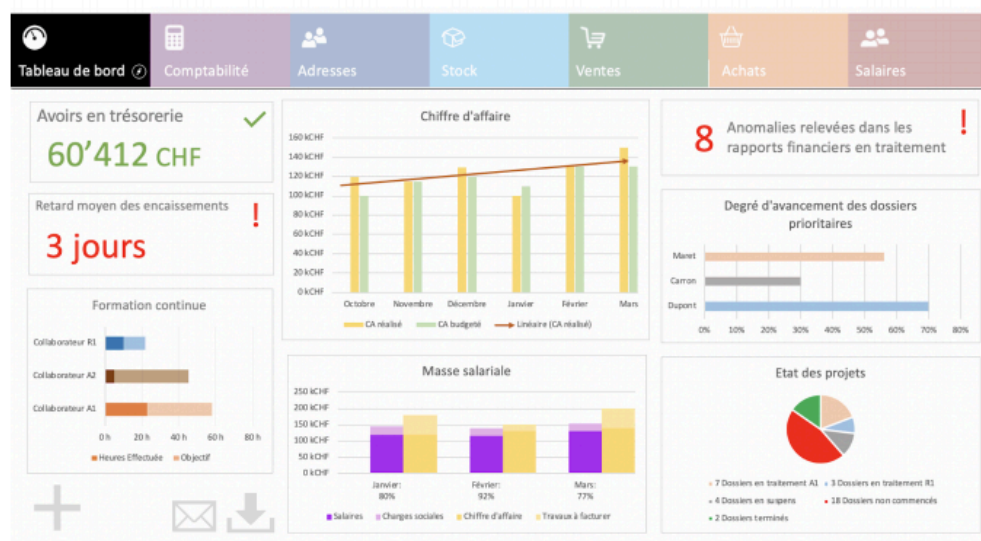 Tableau de bord
Comptabilité
Adresses
Stock
Ventes
Achats
Salaires
Avoirs en trésorerie
60’412 CHF
Retard moyen des encaissements
!
3 jours
Formation continue
Collaborateur R1
Collaborateur A2
Collaborateur A1
0 h 20 h 40 h 60 h 80 h
Heures Effectuée Objectif
Chiffre d'affaire
160 kCHF
140 kCHF
120 kCHF
100 kCHF
80 kCHF
60 kCHF
40 kCHF
20 kCHF
0 kCHF
Octobre Novembre Décembre Janvier Février Mars
CA réalisé CA budgeté Linéaire (CA réalisé)
Masse salariale
250 kCHF
200 kCHF
150 kCHF
100 kCHF
50 kCHF
0 kCHF
Janvier: Février: Mars:
80% 92% 77%
Salaires Charges sociales Chiffre d'affaire Travaux à facturer
8 Anomalies relevées dans les
rapports financiers en traitement
!
Degré d'avancement des dossiers
prioritaires
Maret
Carron
Dupont
0% 10% 20% 30% 40% 50% 60% 70% 80%
Etat des projets
7 Dossiers en traitement A1 3 Dossiers en traitement R1
4 Dossiers en suspens 18 Dossiers non commencés
2 Dossiers terminés